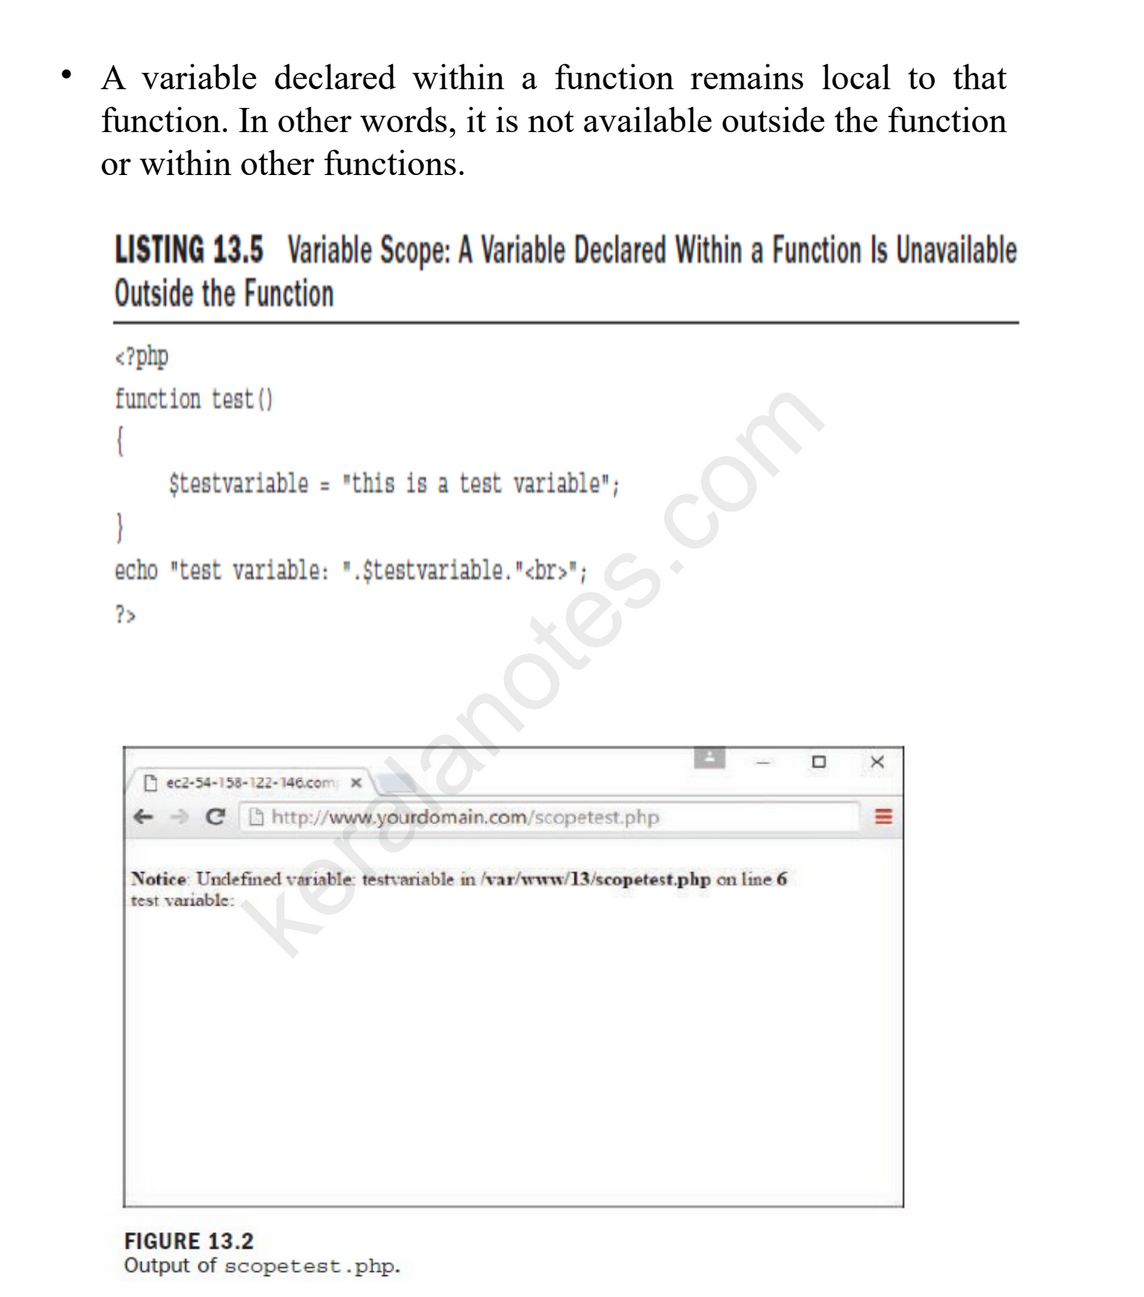 • A variable declared within a function remains local to that
function. In other words, it is not available outside the function
or within other functions.
LISTING 13.5 Variable Scope: A Variable Declared Within a Function Is Unavailable
Outside the Function
<?php
function test()
{
$testvariable = "this is a test variable";
}
echo "test variable: ".$testvariable."<br>";
?>
ec2-54-158-122-146.com
http://www.yourdomain.com/scopetest.php
Notice: Undefined variable: testvariable in /var/www/13/scopetest.php on line 6
test variable:
FIGURE 13.2
Output of scopetest.php.
keralanotes.com